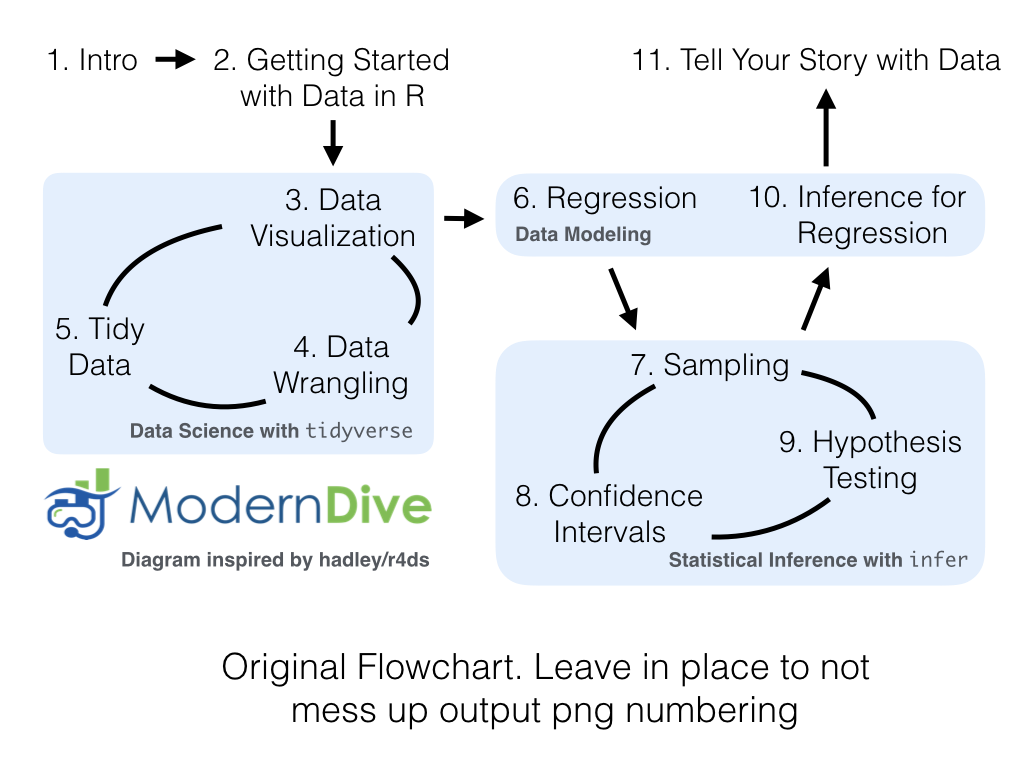 1. Intro
2. Getting Started
with Data in R
11. Tell Your Story with Data
3. Data
Visualization
5. Tidy
Data
4. Data
Wrangling
Data Science with tidyverse
6. Regression
Data Modeling
10. Inference for
Regression
7. Sampling
9. Hypothesis
Testing
8. Confidence
Intervals
Statistical Inference with infer
ModernDive
Diagram inspired by hadley/r4ds
Original Flowchart. Leave in place to not
mess up output png numbering